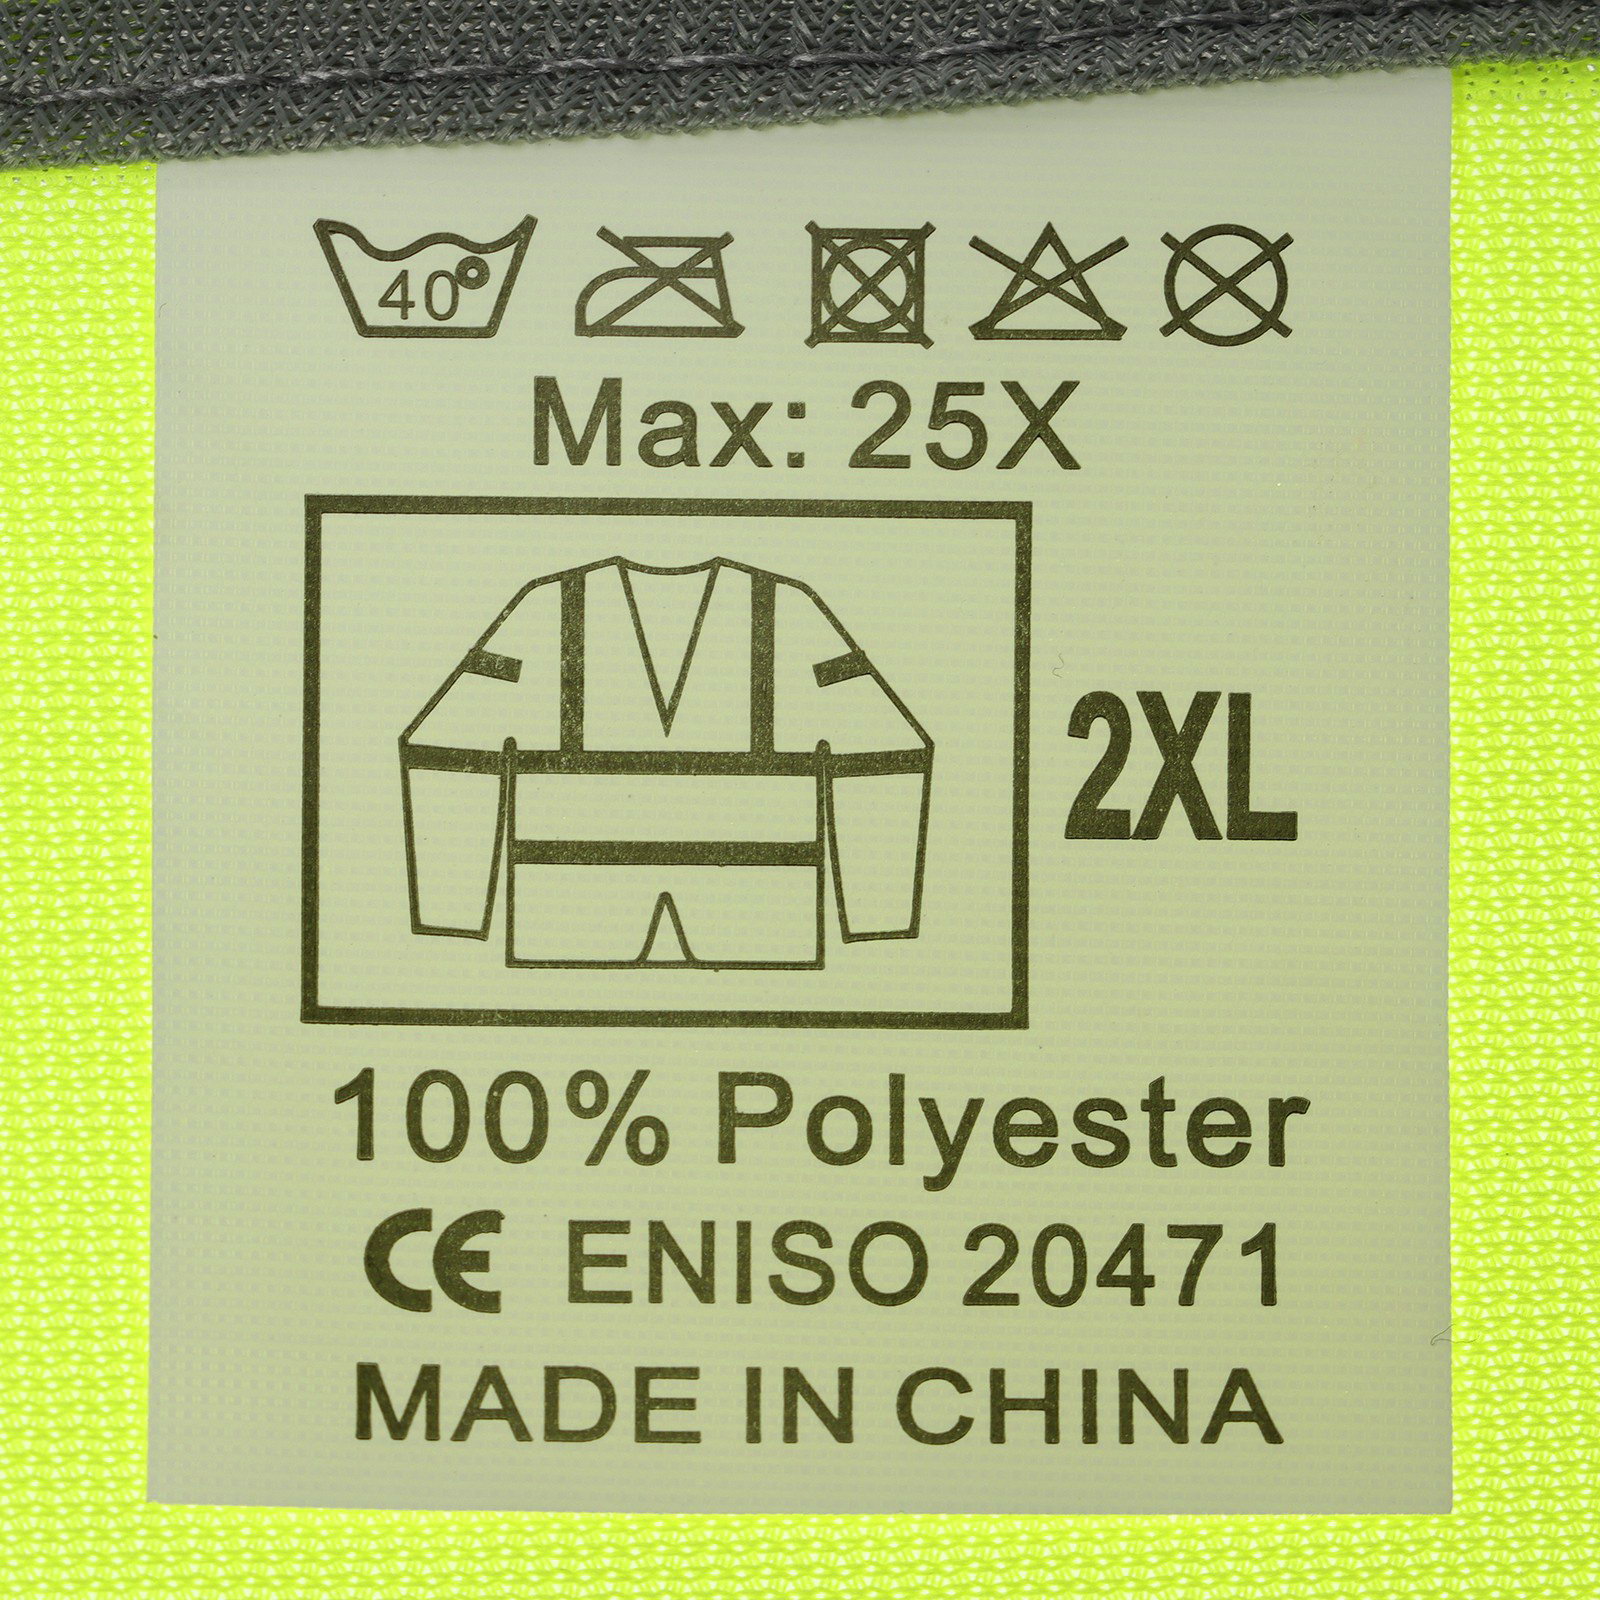 40°
Max: 25X
2XL
100% Polyester
CE ENISO 20471
MADE IN CHINA